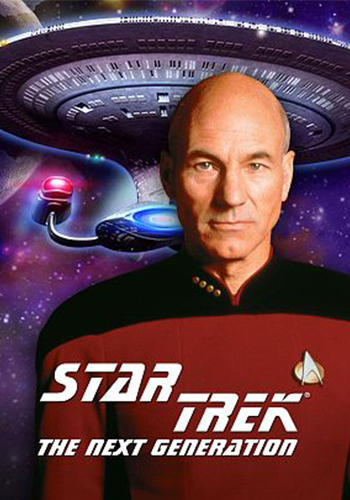 STAR
TREK®
THE NEXT GENERATION